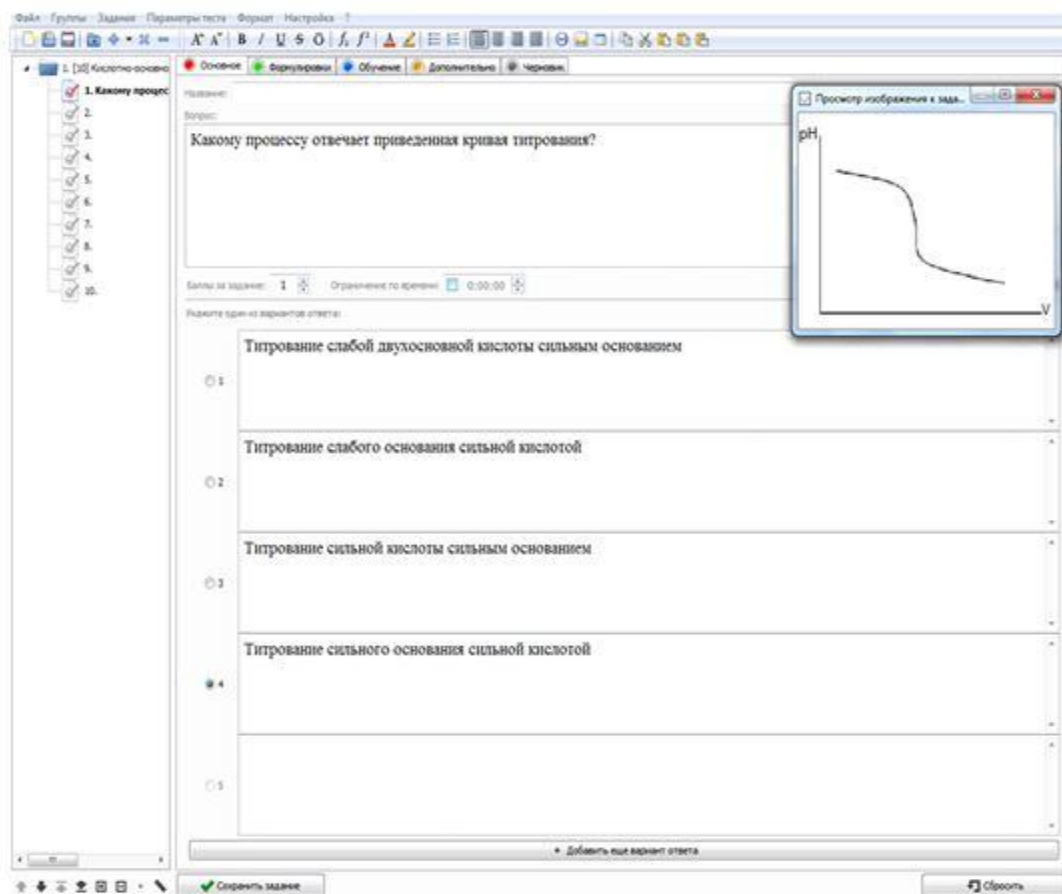 Файл Группы Задания Параметры теста Формат Настройка ?
B I U S O
1. [10] Кислотно-основно
1. Какому процес
2.
3.
4.
5.
6.
7.
8.
9.
10.
Основное Формулировки Обучение Дополнительно Черновик
Название:
Вопрос:
Какому процессу отвечает приведенная кривая титрования?
Просмотр изображения к зада...
pH
V
Баллы за задание: 1 Ограничение по времени: 0:00:00
Укажите один из вариантов ответа:
1 Титрование слабой двухосновной кислоты сильным основанием
2 Титрование слабого основания сильной кислотой
3 Титрование сильной кислоты сильным основанием
4 Титрование сильного основания сильной кислотой
5
+ Добавить еще вариант ответа
Сохранить задание Сбросить